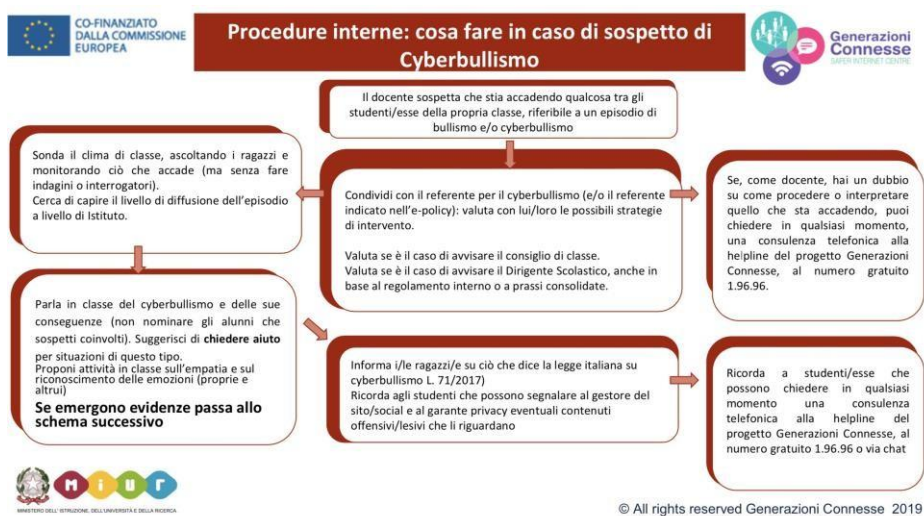 CO-FINANZIATO
DALLA COMMISSIONE
EUROPEA
Procedure interne: cosa fare in caso di sospetto di
Cyberbullismo
Generazioni
Connesse
SAFER INTERNET CENTRE
Il docente sospetta che stia accadendo qualcosa tra gli
studenti/esse della propria classe, riferibile a un episodio di
bullismo e/o cyberbullismo
Sonda il clima di classe, ascoltando i ragazzi e
monitorando ciò che accade (ma senza fare
indagini o interrogatori).
Cerca di capire il livello di diffusione dell'episodio
a livello di Istituto.
Condividi con il referente per il cyberbullismo (e/o il referente
indicato nell'e-policy): valuta con lui/loro le possibili strategie
di intervento.
Valuta se è il caso di avvisare il consiglio di classe.
Valuta se è il caso di avvisare il Dirigente Scolastico, anche in
base al regolamento interno o a prassi consolidate.
Se, come docente, hai un dubbio
su come procedere o interpretare
quello che sta accadendo, puoi
chiedere in qualsiasi momento,
una consulenza telefonica alla
helpline del progetto Generazioni
Connesse, al numero gratuito
1.96.96.
Parla in classe del cyberbullismo e delle sue
conseguenze (non nominare gli alunni che
sospetti coinvolti). Suggerisci di chiedere aiuto
per situazioni di questo tipo.
Proponi attività in classe sull'empatia e sul
riconoscimento delle emozioni (proprie e
altrui)
Se emergono evidenze passa allo
schema successivo
Informa i/le ragazzi/e su ciò che dice la legge italiana su
cyberbullismo L. 71/2017)
Ricorda agli studenti che possono segnalare al gestore del
sito/social e al garante privacy eventuali contenuti
offensivi/lesivi che li riguardano
Ricorda a studenti/esse che
possono chiedere in qualsiasi
momento una consulenza
telefonica alla helpline del
progetto Generazioni Connesse, al
numero gratuito 1.96.96 o via chat
MiUR
MINISTERO DELL'ISTRUZIONE, DELL'UNIVERSITÀ E DELLA RICERCA
© All rights reserved Generazioni Connesse 2019